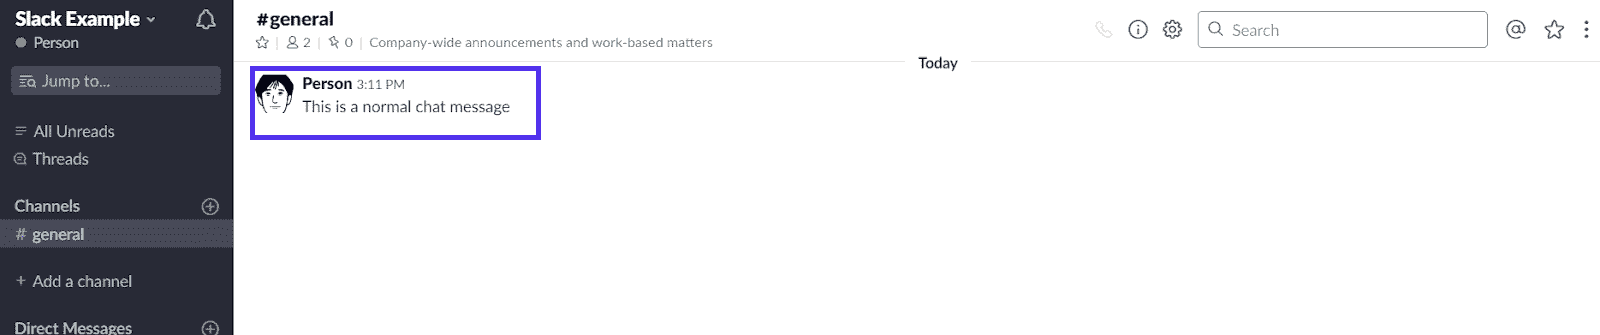 Slack Example
Person
Jump to...
All Unreads
Threads
Channels
# general
+ Add a channel
Direct Messages
#general
2 | 0 | Company-wide announcements and work-based matters
Search
Today
Person 3:11 PM
This is a normal chat message